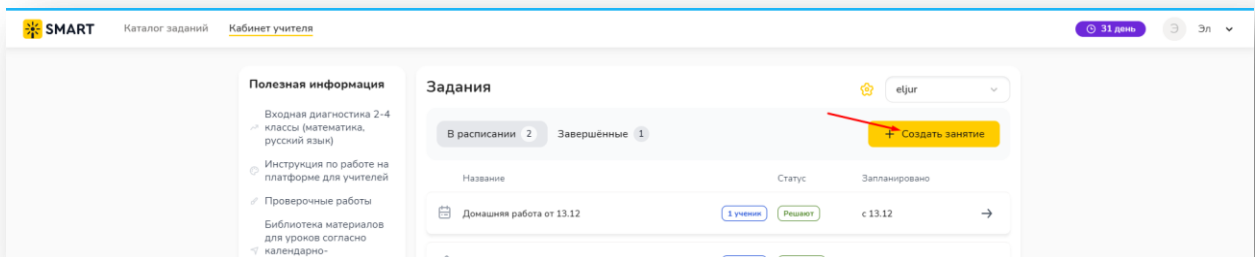 SMART Каталог заданий Кабинет учителя 31 день Э Эл
Полезная информация
Входная диагностика 2-4
классы (математика,
русский язык)
Инструкция по работе на
платформе для учителей
Проверочные работы
Библиотека материалов
для уроков согласно
календарно-
Задания eljur
В расписании 2 Завершённые 1 + Создать занятие
Название Статус Запланировано
Домашняя работа от 13.12 1 ученик Решают с 13.12 →